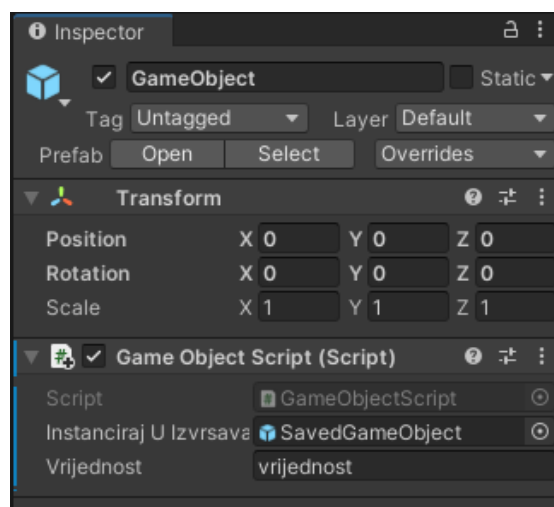 Inspector
GameObject Static
Tag Untagged Layer Default
Prefab Open Select Overrides
Transform
Position X 0 Y 0 Z 0
Rotation X 0 Y 0 Z 0
Scale X 1 Y 1 Z 1
# Game Object Script (Script)
Script # GameObjectScript
Instanciraj U Izvrsava SavedGameObject
Vrijednost vrijednost